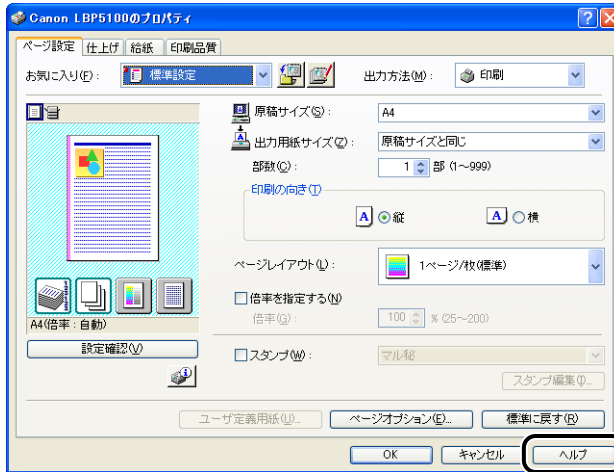 Canon LBP5100のプロパティ
ページ設定 仕上げ 給紙 印刷品質
お気に入り(F): 標準設定 出力方法(M): 印刷
原稿サイズ(S): A4
出力用紙サイズ(Z): 原稿サイズと同じ
部数(C): 1 部 (1～999)
印刷の向き(T)
A 縦 A 横
ページレイアウト(L): 1ページ/枚(標準)
倍率を指定する(N)
A4(倍率：自動) 倍率(G): 100 % (25～200)
設定確認(V) スタンプ(W): マル秘
スタンプ編集(I)...
ユーザ定義用紙(U)... ページオプション(E)... 標準に戻す(R)
OK キャンセル ヘルプ